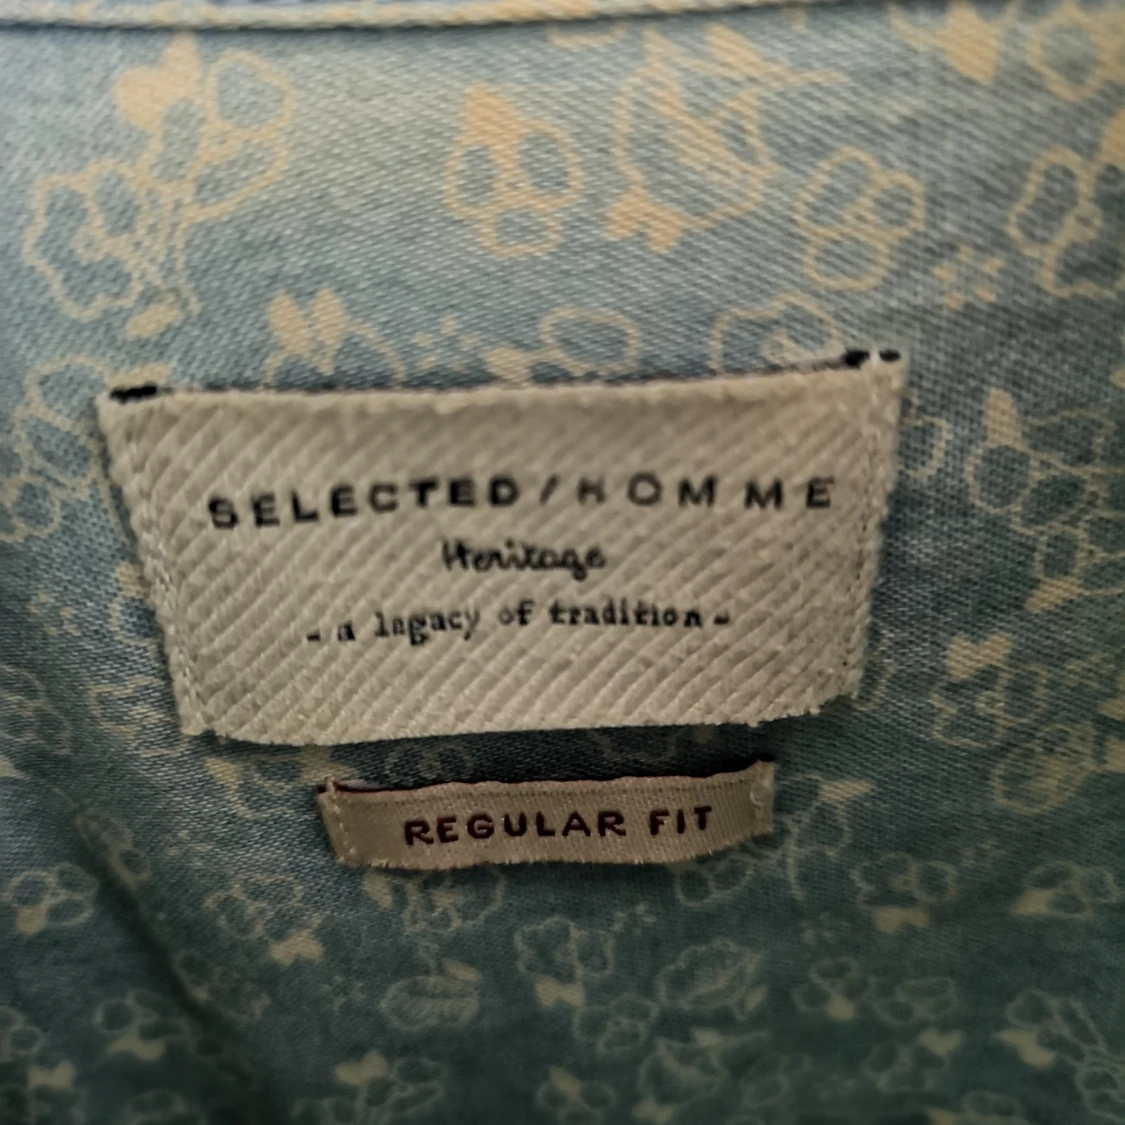 SELECTED / HOMME
Heritage
- a legacy of tradition -
REGULAR FIT